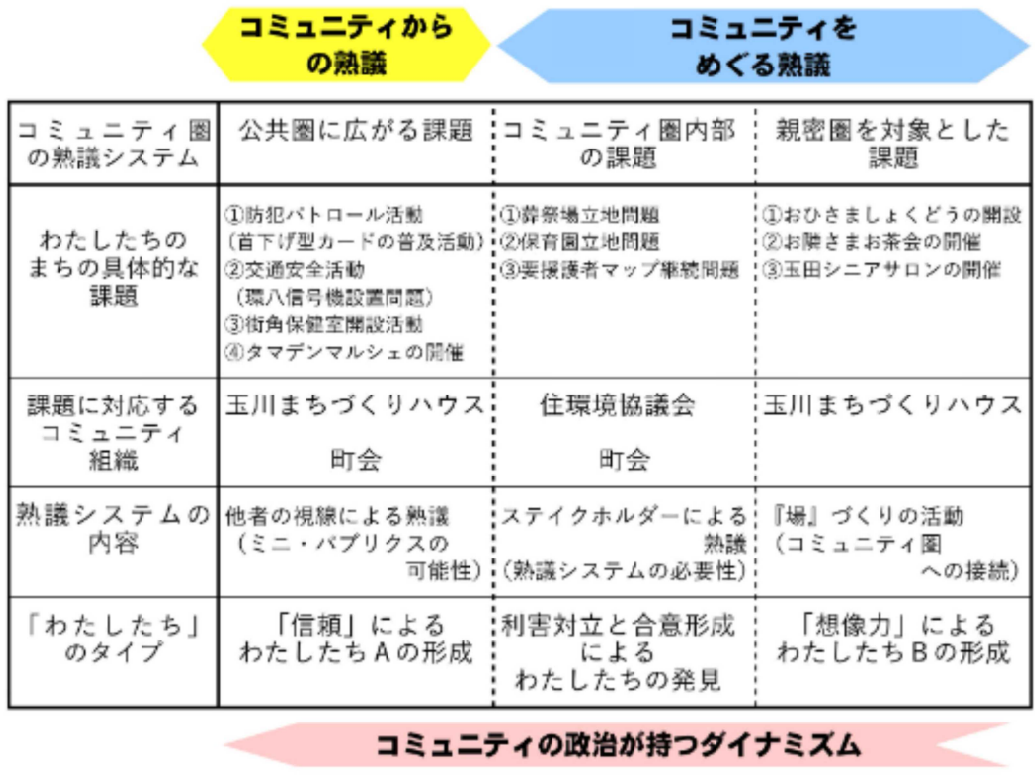 コミュニティから
の熟議
コミュニティを
めぐる熟議
コミュニティ圏
の熟議システム
公共圏に広がる課題
コミュニティ圏内部
の課題
親密圏を対象とした
課題
わたしたちの
まちの具体的な
課題
①防犯パトロール活動
(首下げ型カードの普及活動)
②交通安全活動
(環八信号機設置問題)
③街角保健室開設活動
④タマデンマルシェの開催
①葬祭場立地問題
②保育園立地問題
③要援護者マップ継続問題
①おひさましょくどうの開設
②お隣さまお茶会の開催
③玉田シニアサロンの開催
課題に対応する
コミュニティ
組織
玉川まちづくりハウス
町会
住環境協議会
町会
玉川まちづくりハウス
熟議システムの
内容
他者の視線による熟議
(ミニ・パブリクスの
可能性)
ステイクホルダーによる
熟議
(熟議システムの必要性)
『場』づくりの活動
(コミュニティ圏
への接続)
「わたしたち」
のタイプ
「信頼」による
わたしたちAの形成
利害対立と合意形成
による
わたしたちの発見
「想像力」による
わたしたちBの形成
コミュニティの政治が持つダイナミズム